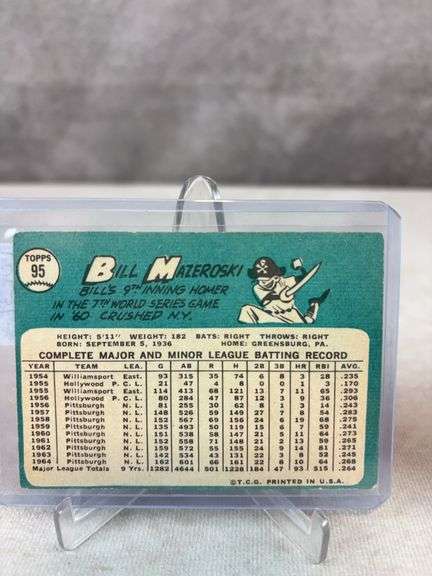 TOPPS
95
BILL MAZEROSKI
BILL'S 9TH INNING HOMER
IN THE 7TH WORLD SERIES GAME
IN '60 CRUSHED N.Y.
HEIGHT: 5'11" WEIGHT: 182 BATS: RIGHT THROWS: RIGHT
BORN: SEPTEMBER 5, 1936 HOME: GREENSBURG, PA.
COMPLETE MAJOR AND MINOR LEAGUE BATTING RECORD
YEAR TEAM LEA. G AB R H 2B 3B HR RBI AVG.
1954 Williamsport East. 93 315 35 74 6 8 3 28 .235
1955 Hollywood P. C. L. 21 47 4 8 0 0 1 3 .170
1955 Williamsport East. 114 413 68 121 13 7 11 65 .293
1956 Hollywood P. C. L. 80 284 47 87 12 3 9 36 .306
1956 Pittsburgh N. L. 81 255 30 62 8 1 3 14 .243
1957 Pittsburgh N. L. 148 526 59 149 27 7 8 54 .283
1958 Pittsburgh N. L. 152 567 69 156 24 6 19 68 .275
1959 Pittsburgh N. L. 135 493 50 119 15 6 7 59 .241
1960 Pittsburgh N. L. 151 538 58 147 21 5 11 64 .273
1961 Pittsburgh N. L. 152 558 71 148 21 2 13 59 .265
1962 Pittsburgh N. L. 159 572 55 155 24 9 14 81 .271
1963 Pittsburgh N. L. 142 534 43 131 22 3 8 52 .245
1964 Pittsburgh N. L. 162 601 66 161 22 8 10 64 .268
Major League Totals 9 Yrs. 1282 4644 501 1228 184 47 93 515 .264
©T.C.G. PRINTED IN U.S.A.